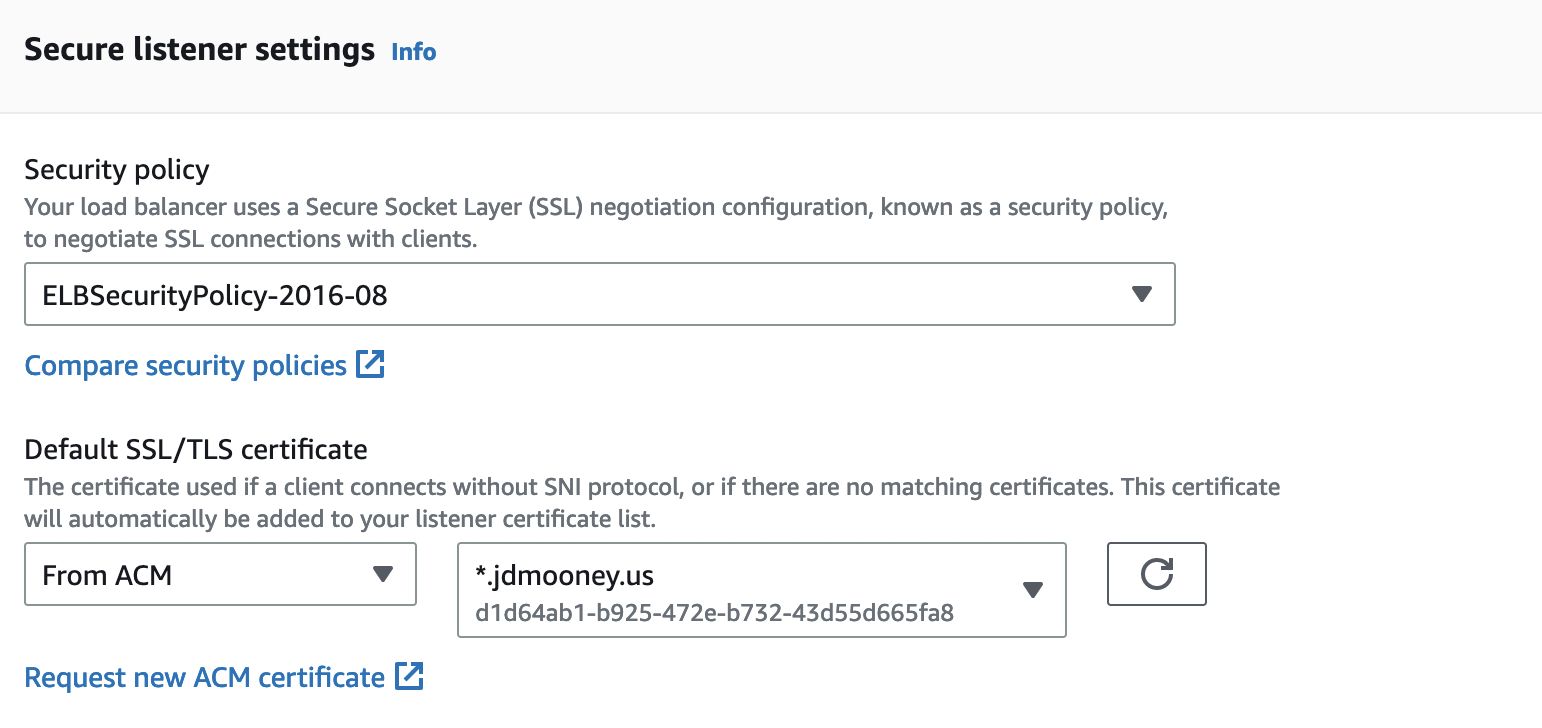 Secure listener settings Info
Security policy
Your load balancer uses a Secure Socket Layer (SSL) negotiation configuration, known as a security policy,
to negotiate SSL connections with clients.
ELBSecurityPolicy-2016-08
Compare security policies
Default SSL/TLS certificate
The certificate used if a client connects without SNI protocol, or if there are no matching certificates. This certificate
will automatically be added to your listener certificate list.
From ACM
*.jdmooney.us
d1d64ab1-b925-472e-b732-43d55d665fa8
Request new ACM certificate